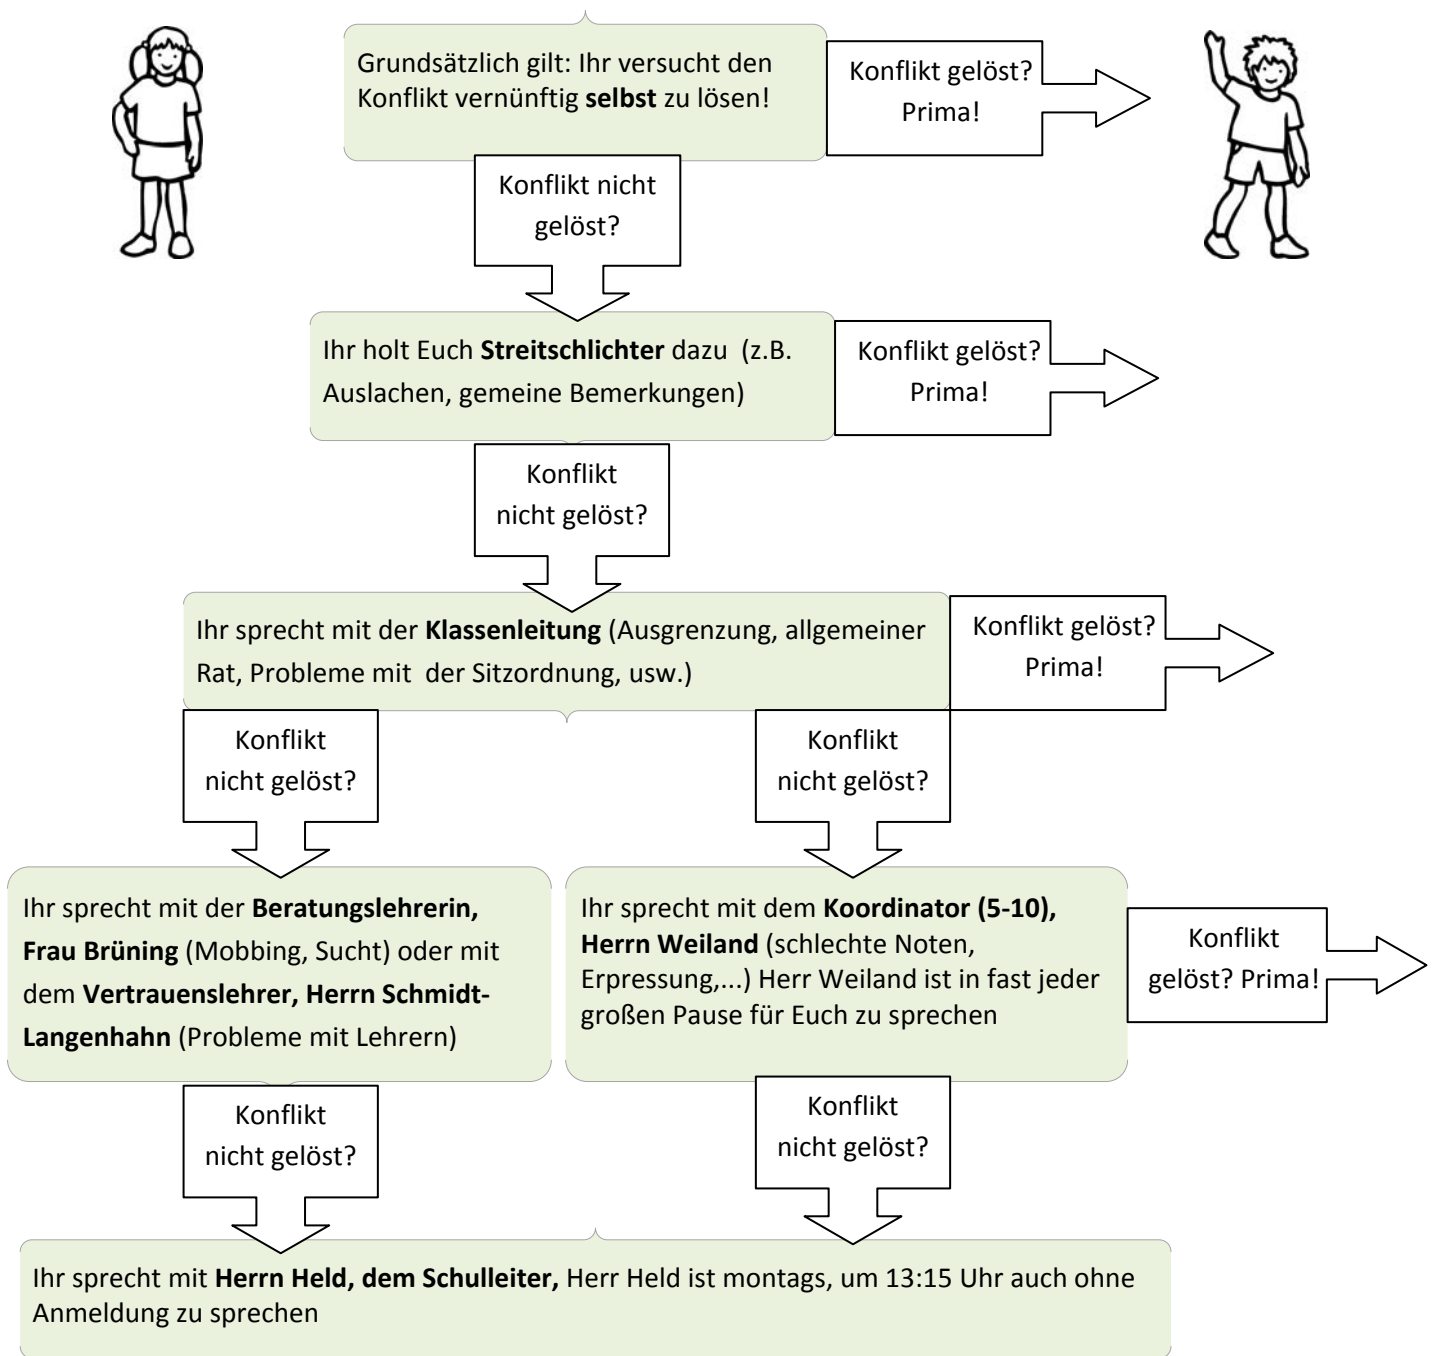 Grundsätzlich gilt: Ihr versucht den
Konflikt vernünftig selbst zu lösen!
Konflikt gelöst?
Prima!
Konflikt nicht
gelöst?
Ihr holt Euch Streitschlichter dazu (z.B.
Auslachen, gemeine Bemerkungen)
Konflikt gelöst?
Prima!
Konflikt
nicht gelöst?
Ihr sprecht mit der Klassenleitung (Ausgrenzung, allgemeiner
Rat, Probleme mit der Sitzordnung, usw.)
Konflikt gelöst?
Prima!
Konflikt
nicht gelöst?
Konflikt
nicht gelöst?
Ihr sprecht mit der Beratungslehrerin,
Frau Brüning (Mobbing, Sucht) oder mit
dem Vertrauenslehrer, Herrn Schmidt-
Langenhahn (Probleme mit Lehrern)
Ihr sprecht mit dem Koordinator (5-10),
Herrn Weiland (schlechte Noten,
Erpressung,...) Herr Weiland ist in fast jeder
großen Pause für Euch zu sprechen
Konflikt
gelöst? Prima!
Konflikt
nicht gelöst?
Konflikt
nicht gelöst?
Ihr sprecht mit Herrn Held, dem Schulleiter, Herr Held ist montags, um 13:15 Uhr auch ohne
Anmeldung zu sprechen